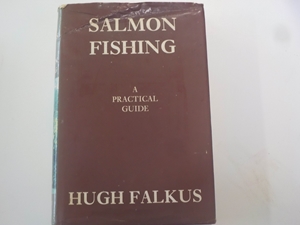 SALMON
FISHING
A
PRACTICAL
GUIDE
HUGH FALKUS